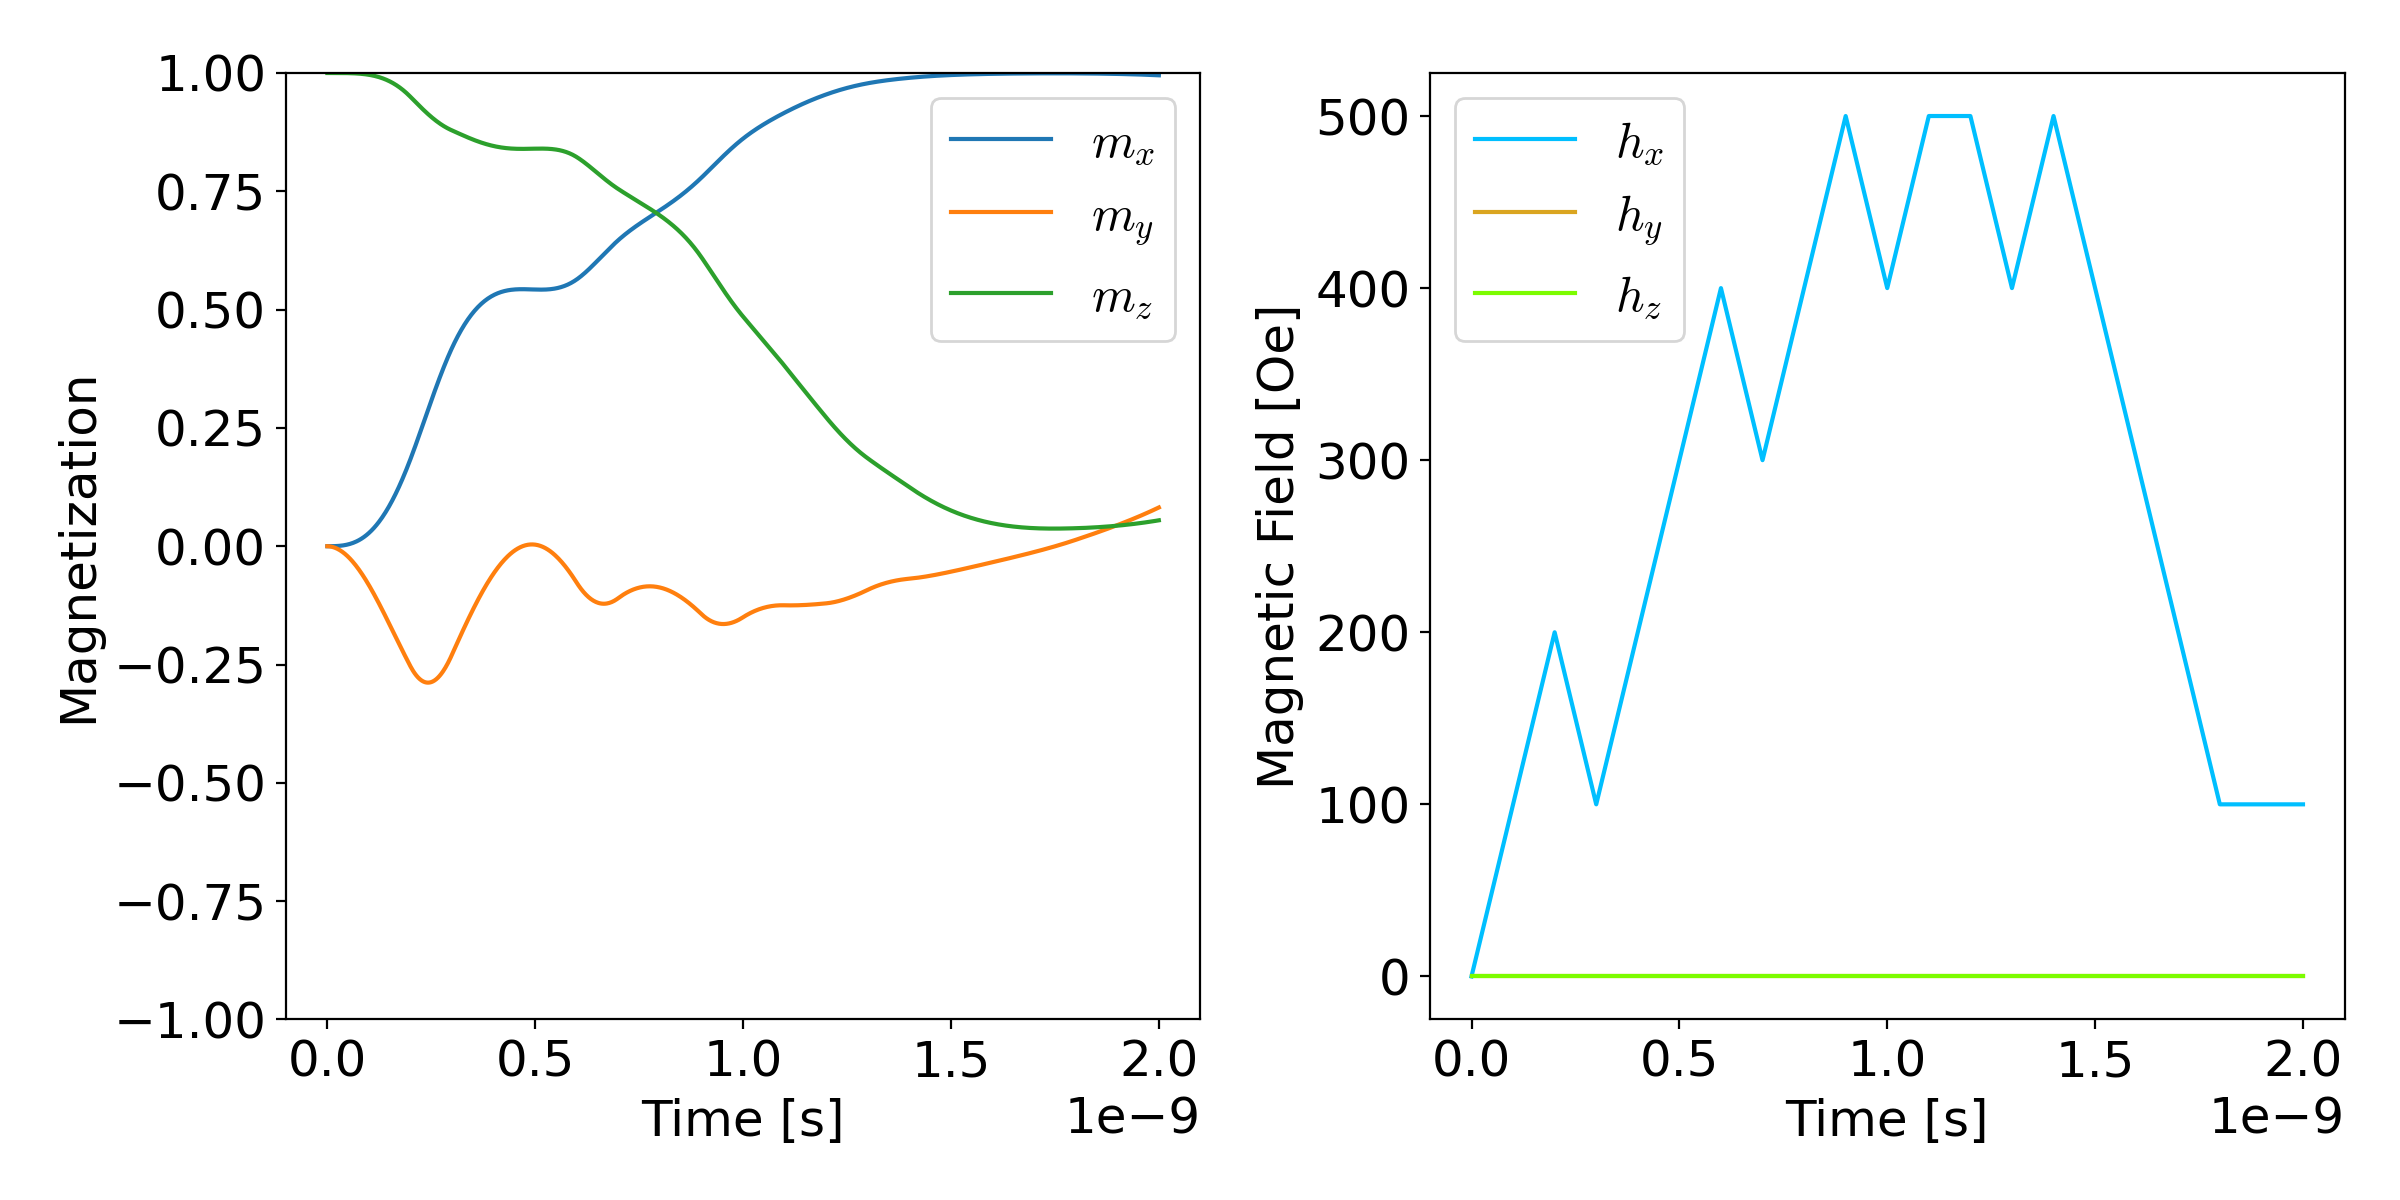 1.00
0.75
0.50
0.25
0.00
−0.25
−0.50
−0.75
−1.00
Magnetization
0.0 0.5 1.0 1.5 2.0
Time [s]
1e−9
m_x
m_y
m_z
500
400
300
200
100
0
Magnetic Field [Oe]
0.0 0.5 1.0 1.5 2.0
Time [s]
1e−9
h_x
h_y
h_z